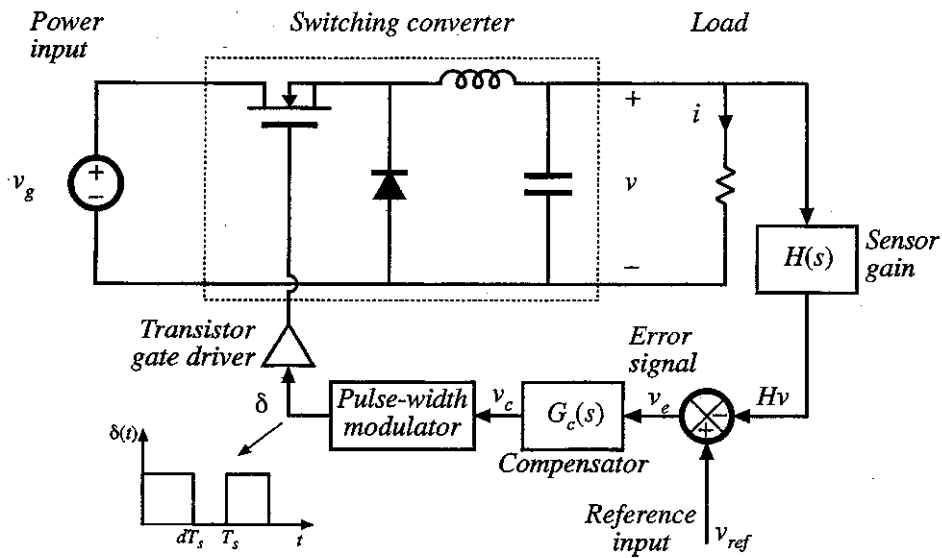 Power
input
Switching converter
Load
+
i
v_g
+
−
v
H(s)
Sensor
gain
−
Transistor
gate driver
Error
signal
δ
Pulse-width
modulator
v_c
G_c(s)
v_e
−
+
Hv
Compensator
δ(t)
dT_s
T_s
t
Reference
input
v_ref